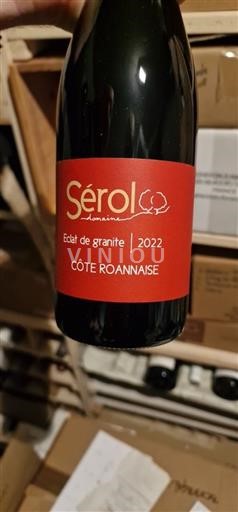 Sérol
domaine
Eclat de granite | 2022
VINIOU
CÔTE ROANNAISE